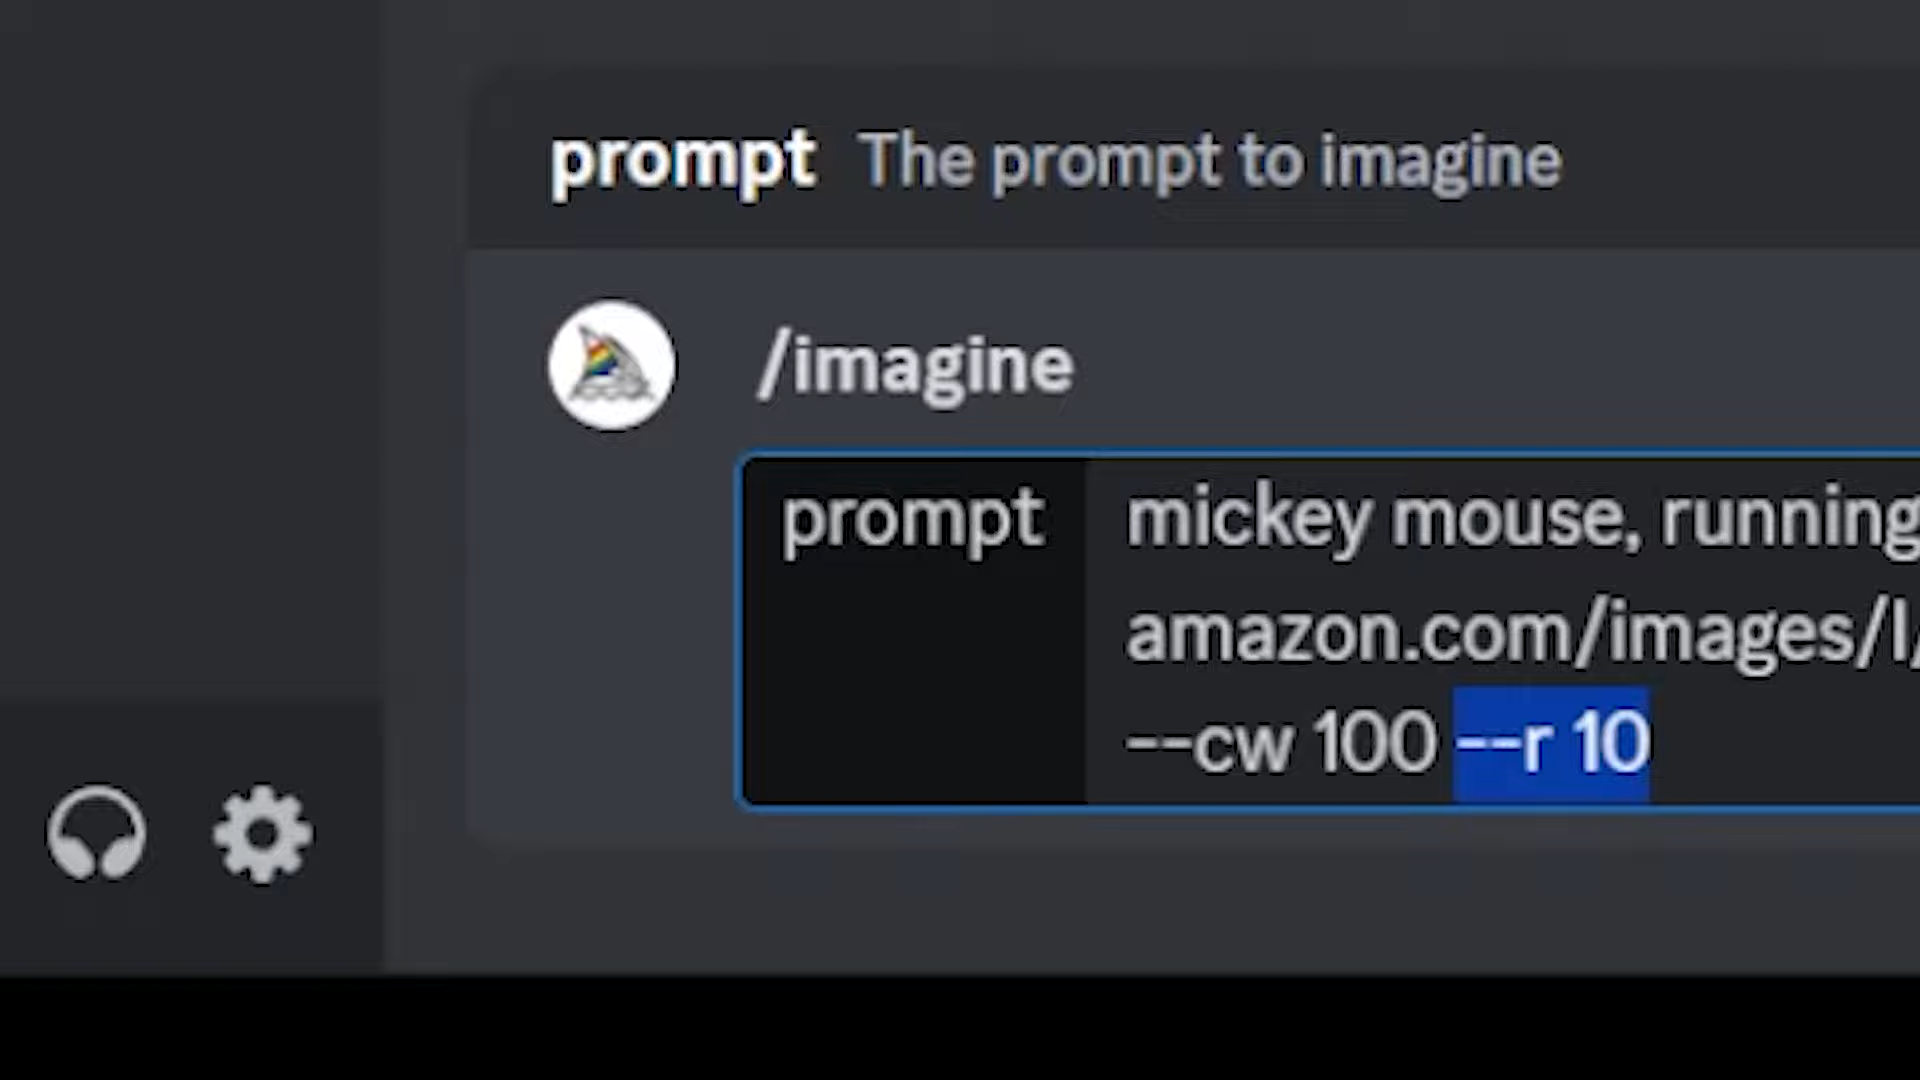 prompt The prompt to imagine
/imagine
prompt mickey mouse, running
amazon.com/images/I/
--cw 100 --r 10